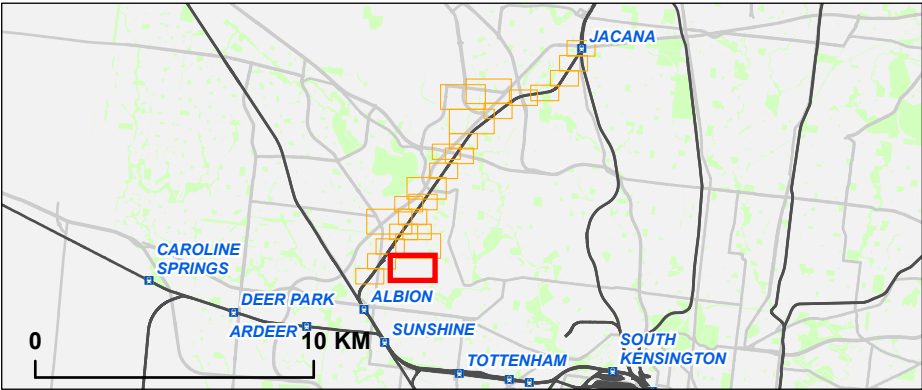 JACANA
CAROLINE
SPRINGS
DEER PARK
ALBION
ARDEER
SUNSHINE
0
10 KM
TOTTENHAM
SOUTH
KENSINGTON